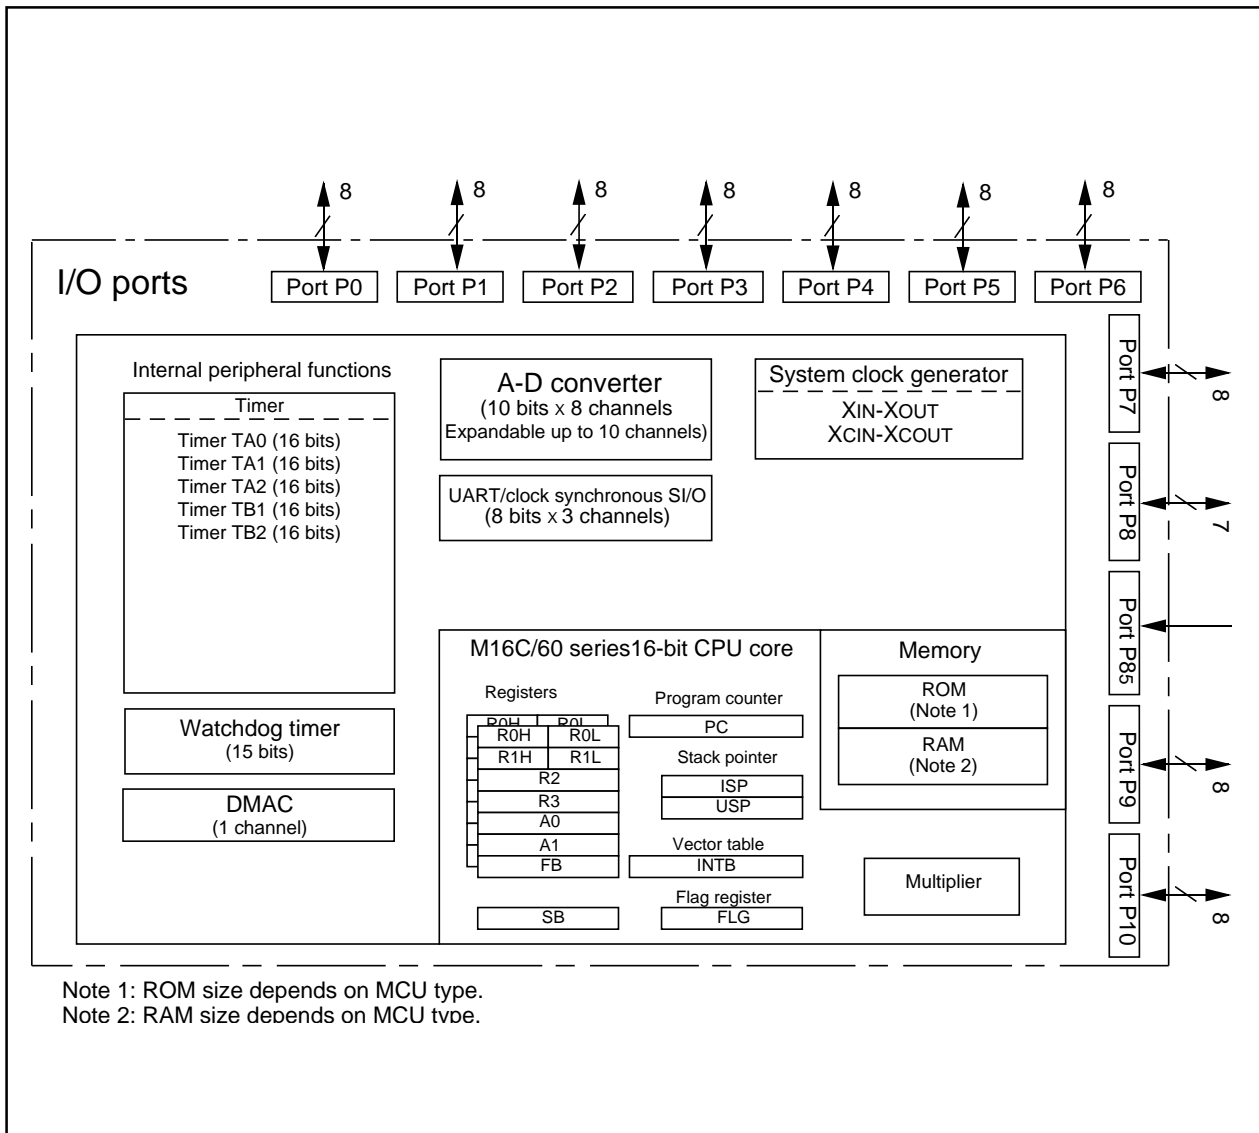 8 8 8 8 8 8 8
I/O ports
Port P0 Port P1 Port P2 Port P3 Port P4 Port P5 Port P6
Internal peripheral functions
Timer
Timer TA0 (16 bits)
Timer TA1 (16 bits)
Timer TA2 (16 bits)
Timer TB1 (16 bits)
Timer TB2 (16 bits)
Watchdog timer
(15 bits)
DMAC
(1 channel)
A-D converter
(10 bits x 8 channels
Expandable up to 10 channels)
UART/clock synchronous SI/O
(8 bits x 3 channels)
System clock generator
XIN-XOUT
XCIN-XCOUT
M16C/60 series16-bit CPU core
Registers
R0H R0L
R0H R0L
R1H R1L
R2
R3
A0
A1
FB
SB
Program counter
PC
Stack pointer
ISP
USP
Vector table
INTB
Flag register
FLG
Memory
ROM
(Note 1)
RAM
(Note 2)
Multiplier
Port P7
8
Port P8
7
Port P85
Port P9
8
Port P10
8
Note 1: ROM size depends on MCU type.
Note 2: RAM size depends on MCU type.